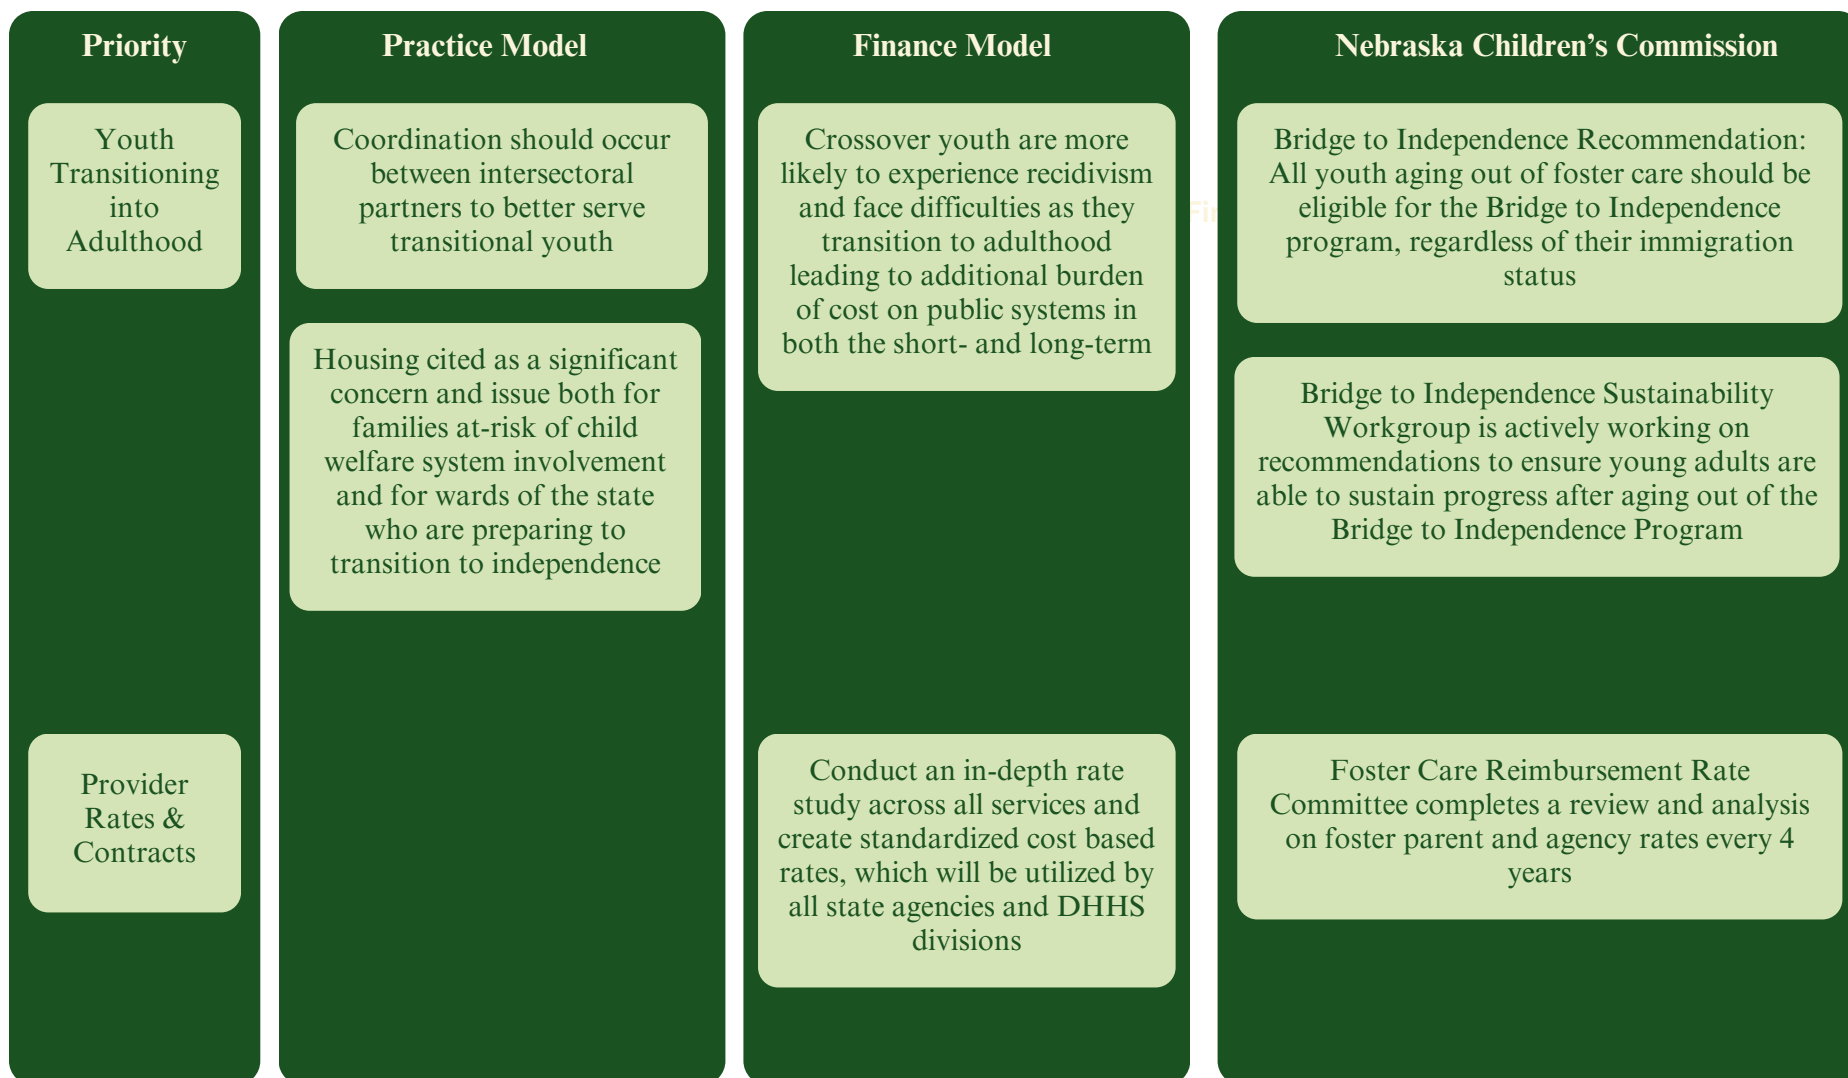 Priority
Youth
Transitioning
into
Adulthood
Provider
Rates &
Contracts
Practice Model
Coordination should occur
between intersectoral
partners to better serve
transitional youth
Housing cited as a significant
concern and issue both for
families at-risk of child
welfare system involvement
and for wards of the state
who are preparing to
transition to independence
Finance Model
Crossover youth are more
likely to experience recidivism
and face difficulties as they
transition to adulthood
leading to additional burden
of cost on public systems in
both the short- and long-term
Conduct an in-depth rate
study across all services and
create standardized cost based
rates, which will be utilized by
all state agencies and DHHS
divisions
Nebraska Children’s Commission
Bridge to Independence Recommendation:
All youth aging out of foster care should be
eligible for the Bridge to Independence
program, regardless of their immigration
status
Bridge to Independence Sustainability
Workgroup is actively working on
recommendations to ensure young adults are
able to sustain progress after aging out of the
Bridge to Independence Program
Foster Care Reimbursement Rate
Committee completes a review and analysis
on foster parent and agency rates every 4
years